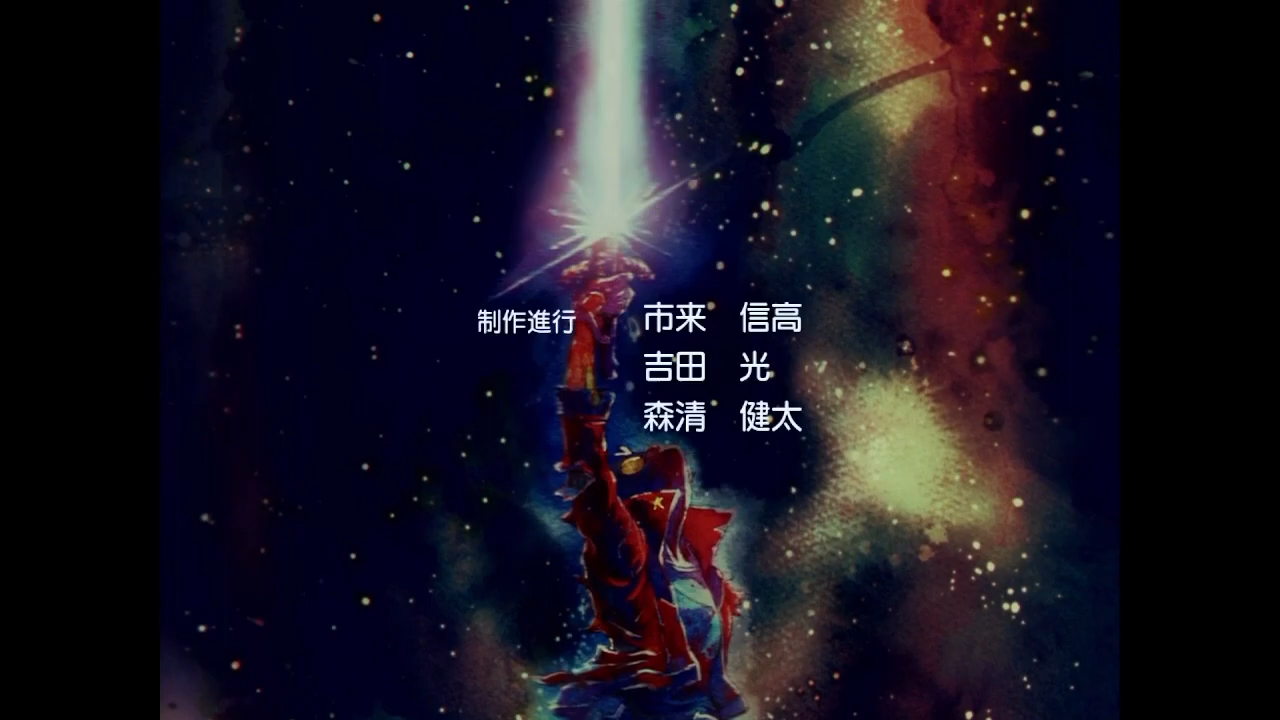 制作進行　市来　信高
吉田　光
森清　健太